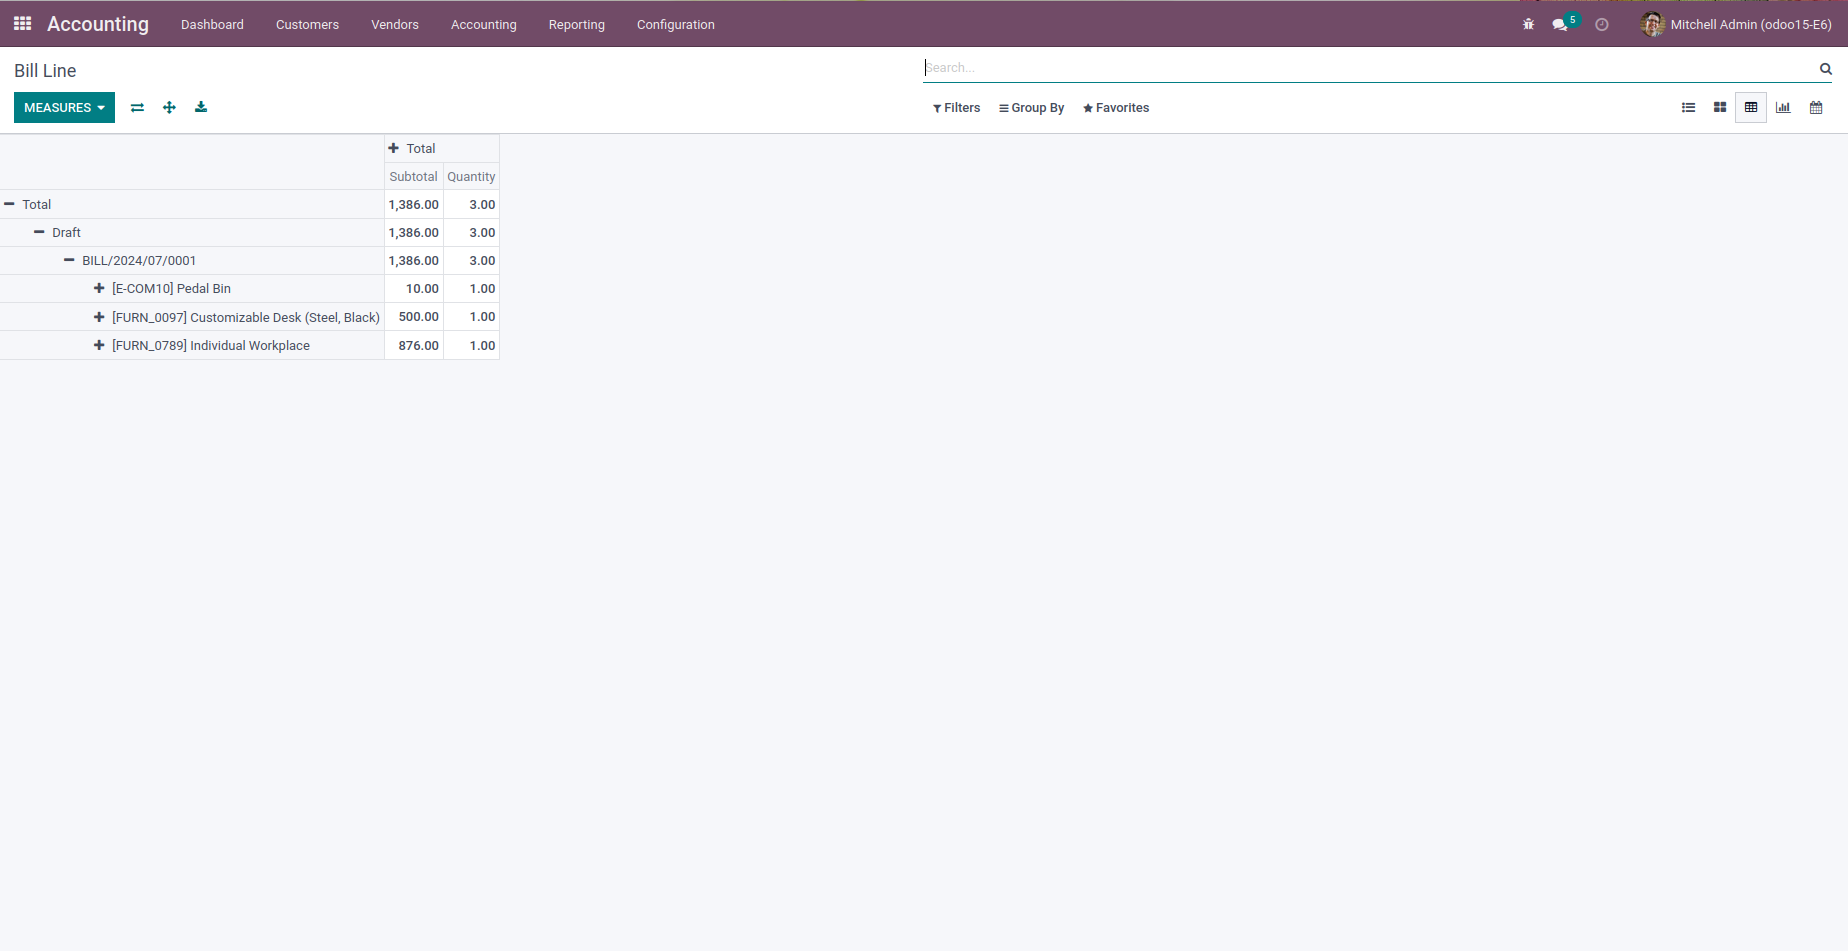 Accounting Dashboard Customers Vendors Accounting Reporting Configuration 5 Mitchell Admin (odoo15-E6)
Bill Line Search...
MEASURES Filters Group By Favorites
Total
Subtotal Quantity
Total 1,386.00 3.00
Draft 1,386.00 3.00
BILL/2024/07/0001 1,386.00 3.00
[E-COM10] Pedal Bin 10.00 1.00
[FURN_0097] Customizable Desk (Steel, Black) 500.00 1.00
[FURN_0789] Individual Workplace 876.00 1.00